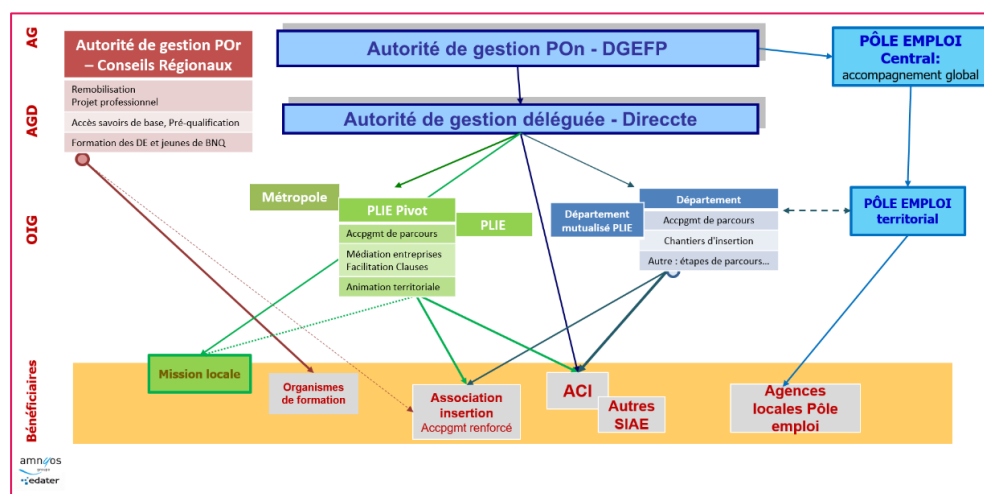 AG
Autorité de gestion POr
– Conseils Régionaux
Remobilisation
Projet professionnel
Accès savoirs de base, Pré-qualification
Formation des DE et jeunes de BNQ
Autorité de gestion POn - DGEFP
PÔLE EMPLOI
Central:
accompagnement global
AGD
Autorité de gestion déléguée - Direccte
OIG
Métropole
PLIE Pivot
Accpgmt de parcours
Médiation entreprises
Facilitation Clauses
Animation territoriale
PLIE
Département
mutualisé PLIE
Département
Accpgmt de parcours
Chantiers d'insertion
Autre : étapes de parcours...
PÔLE EMPLOI
territorial
Bénéficiaires
Mission locale
Organismes
de formation
Association
insertion
Accpgmt renforcé
ACI
Autres
SIAE
Agences
locales Pôle
emploi
amnyos
groupe
edater